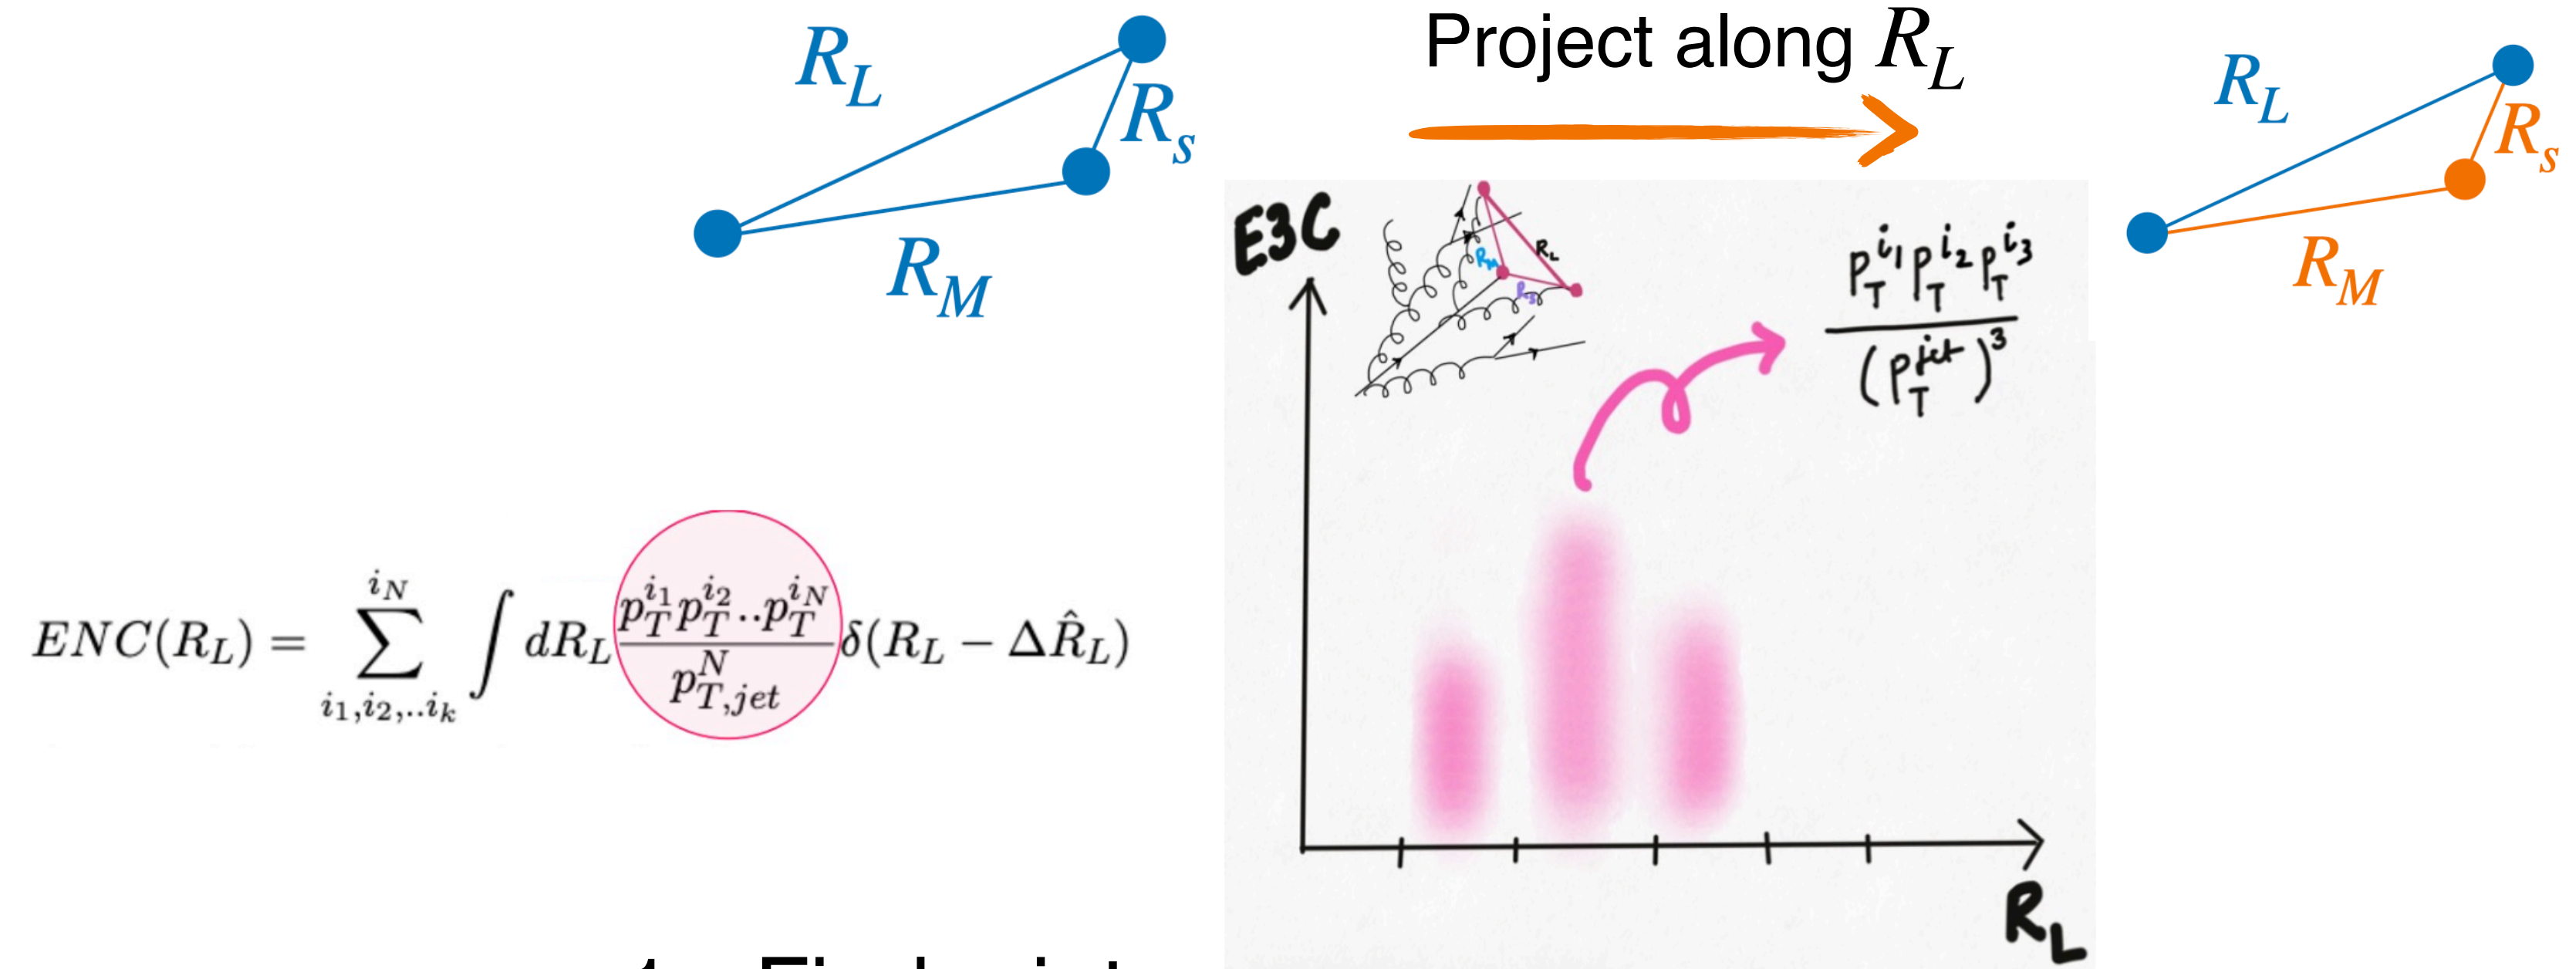 R_L
R_s
R_M
Project along R_L
R_L
R_s
R_M
E3C
R_L
R_M
R_s
p_T^{i_1} p_T^{i_2} p_T^{i_3}
(p_T^{jet})^3
ENC(R_L) = \sum_{i_1,i_2,..i_k}^{i_N} \int dR_L \frac{p_T^{i_1} p_T^{i_2} .. p_T^{i_N}}{p_{T,jet}^N} δ(R_L − Δ\hat{R}_L)
R_L